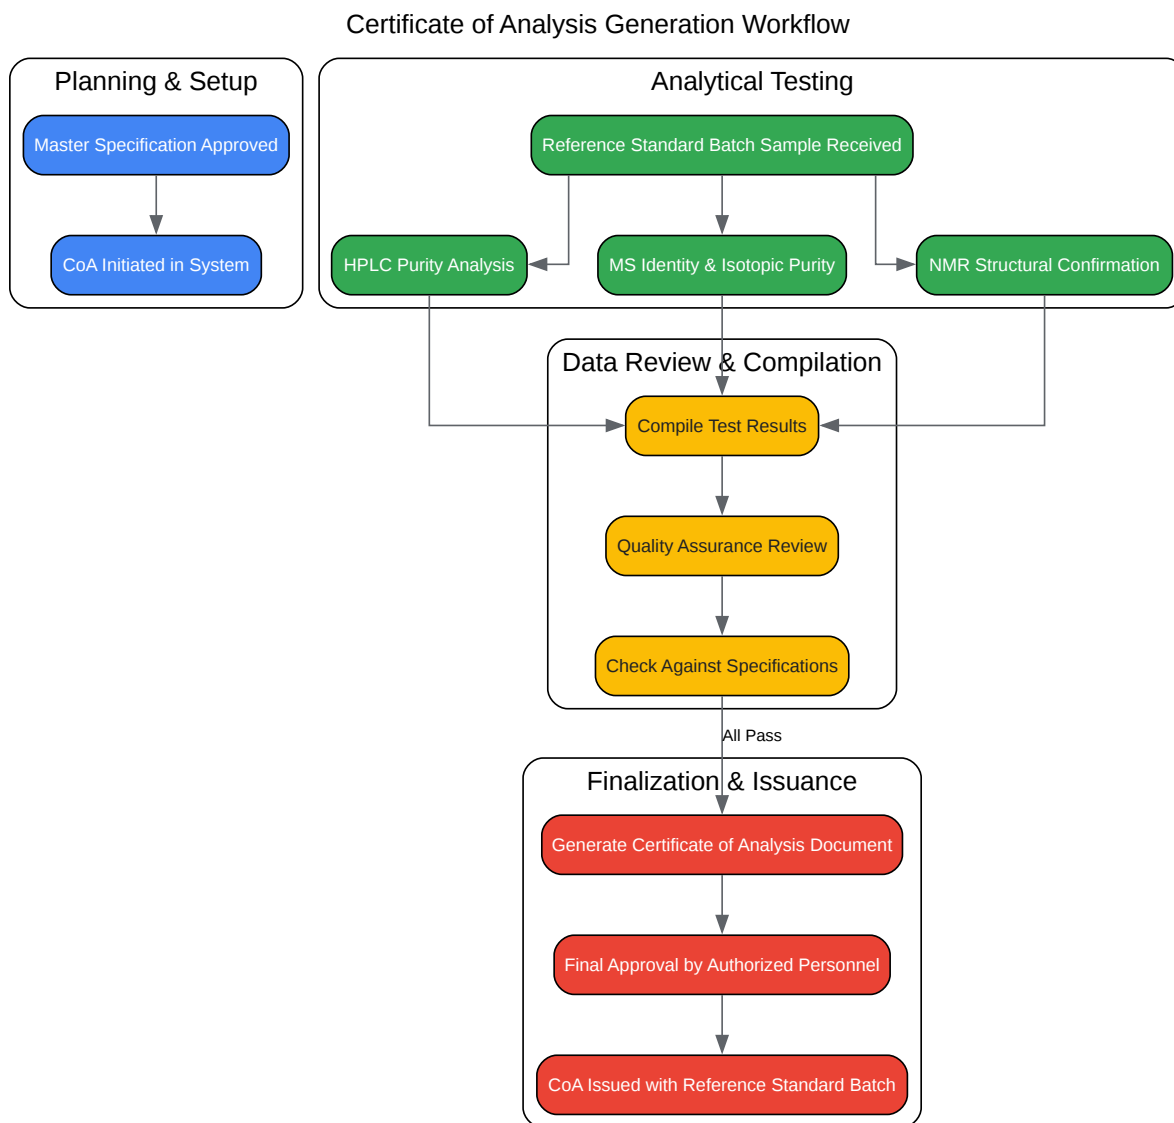 Certificate of Analysis Generation Workflow
Planning & Setup
Master Specification Approved
CoA Initiated in System
Analytical Testing
Reference Standard Batch Sample Received
HPLC Purity Analysis
MS Identity & Isotopic Purity
NMR Structural Confirmation
Data Review & Compilation
Compile Test Results
Quality Assurance Review
Check Against Specifications
All Pass
Finalization & Issuance
Generate Certificate of Analysis Document
Final Approval by Authorized Personnel
CoA Issued with Reference Standard Batch